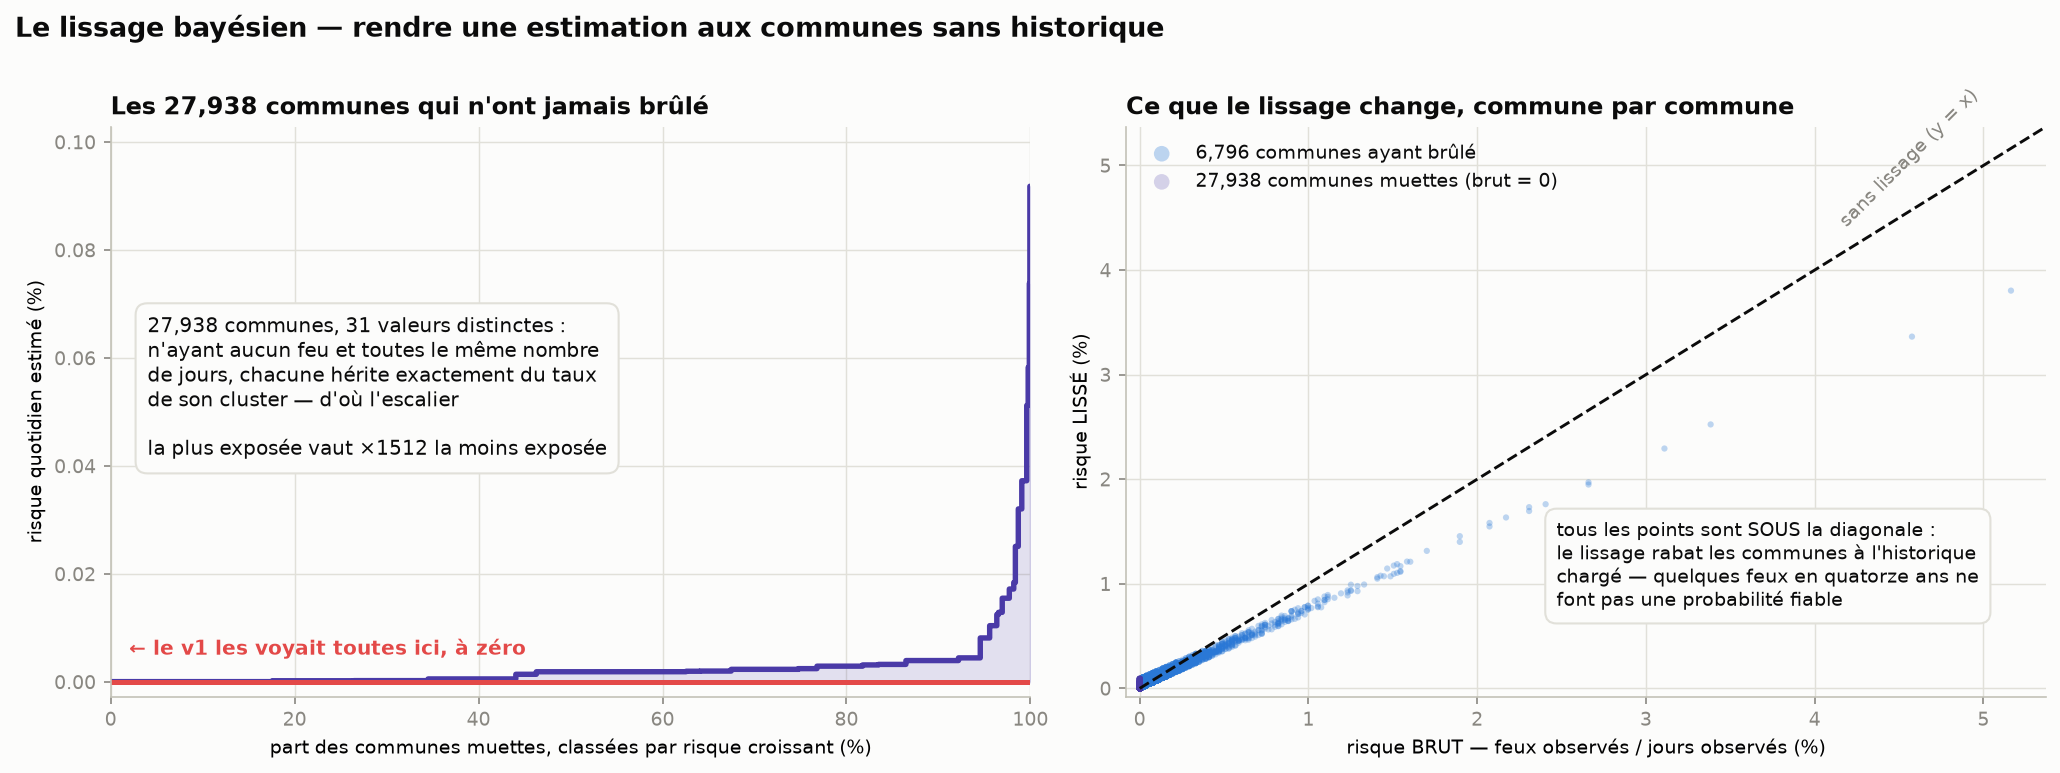 Le lissage bayésien — rendre une estimation aux communes sans historique
Les 27,938 communes qui n'ont jamais brûlé
risque quotidien estimé (%)
0.10
0.08
0.06
0.04
0.02
0.00
27,938 communes, 31 valeurs distinctes :
n'ayant aucun feu et toutes le même nombre
de jours, chacune hérite exactement du taux
de son cluster — d'où l'escalier
la plus exposée vaut ×1512 la moins exposée
← le v1 les voyait toutes ici, à zéro
0 20 40 60 80 100
part des communes muettes, classées par risque croissant (%)
Ce que le lissage change, commune par commune
risque LISSÉ (%)
5
4
3
2
1
0
6,796 communes ayant brûlé
27,938 communes muettes (brut = 0)
sans lissage (y = x)
tous les points sont SOUS la diagonale :
le lissage rabat les communes à l'historique
chargé — quelques feux en quatorze ans ne
font pas une probabilité fiable
0 1 2 3 4 5
risque BRUT — feux observés / jours observés (%)